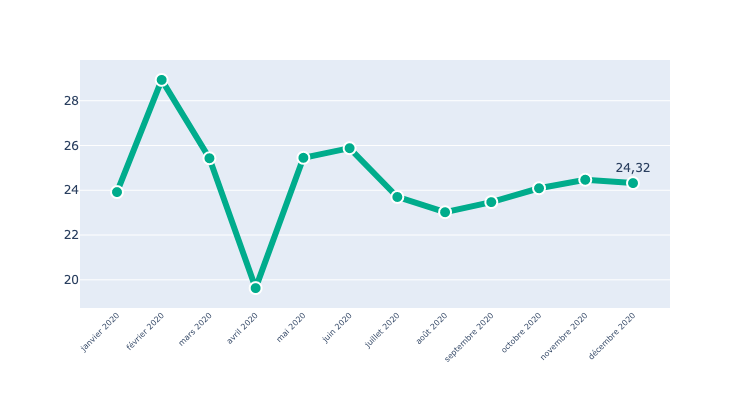 28
26
24
22
20
24,32
janvier 2020
février 2020
mars 2020
avril 2020
mai 2020
juin 2020
juillet 2020
août 2020
septembre 2020
octobre 2020
novembre 2020
décembre 2020